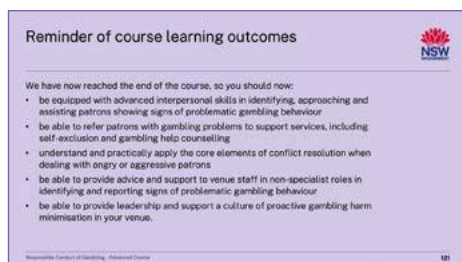 Reminder of course learning outcomes
NSW
GOVERNMENT
We have now reached the end of the course, so you should now:
• be equipped with advanced interpersonal skills in identifying, approaching and
assisting patrons showing signs of problematic gambling behaviour
• be able to refer patrons with gambling problems to support services, including
self-exclusion and gambling help counselling
• understand and practically apply the core elements of conflict resolution when
dealing with angry or aggressive patrons
• be able to provide advice and support to venue staff in non-specialist roles in
identifying and reporting signs of problematic gambling behaviour
• be able to provide leadership and support a culture of proactive gambling harm
minimisation in your venue.
Responsible Conduct of Gambling - Advanced Course
121